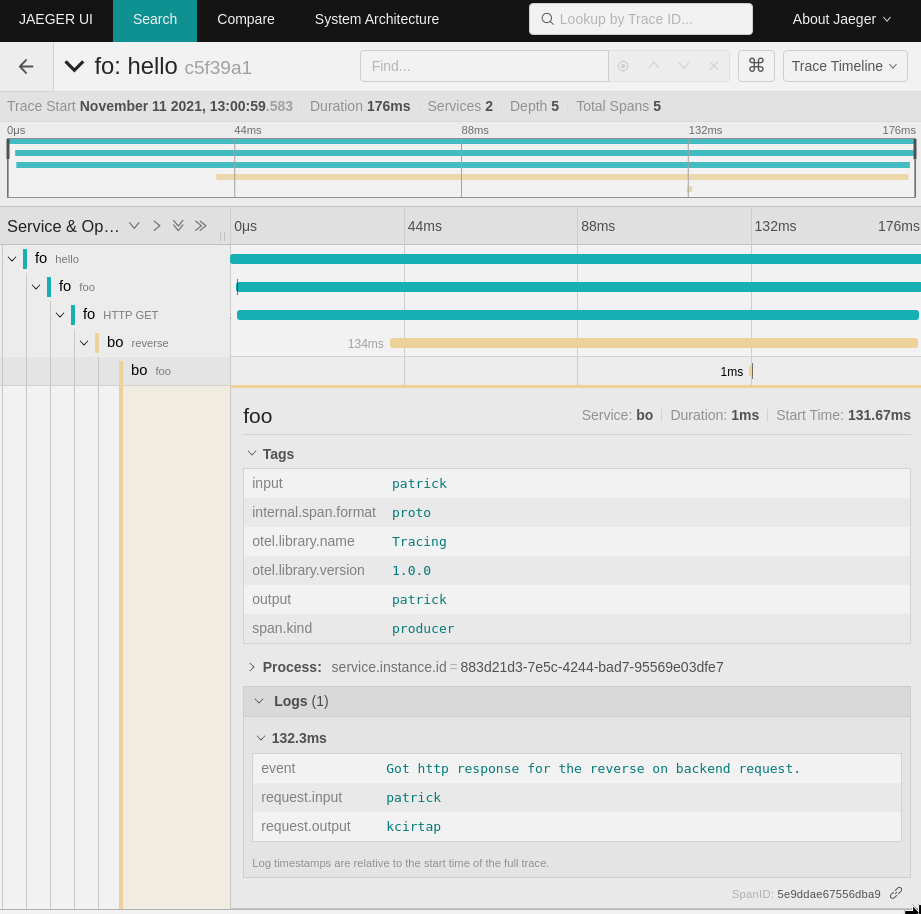 JAEGER UI Search Compare System Architecture Lookup by Trace ID... About Jaeger
fo: hello c5f39a1 Find... ⌘ Trace Timeline
Trace Start November 11 2021, 13:00:59.583 Duration 176ms Services 2 Depth 5 Total Spans 5
0μs 44ms 88ms 132ms 176ms
Service & Op… 0μs 44ms 88ms 132ms 176ms
fo hello
fo foo
fo HTTP GET
bo reverse 134ms
bo foo 1ms
foo Service: bo Duration: 1ms Start Time: 131.67ms
Tags
input patrick
internal.span.format proto
otel.library.name Tracing
otel.library.version 1.0.0
output patrick
span.kind producer
Process: service.instance.id = 883d21d3-7e5c-4244-bad7-95569e03dfe7
Logs (1)
132.3ms
event Got http response for the reverse on backend request.
request.input patrick
request.output kcirtap
Log timestamps are relative to the start time of the full trace.
SpanID: 5e9ddae67556dba9